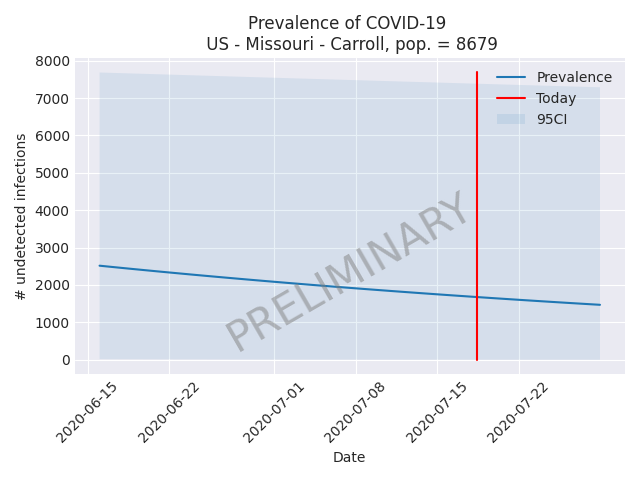 Prevalence of COVID-19
US - Missouri - Carroll, pop. = 8679
8000
7000
6000
5000
4000
3000
2000
1000
0
# undetected infections
Prevalence
Today
95CI
PRELIMINARY
2020-06-15
2020-06-22
2020-07-01
2020-07-08
2020-07-15
2020-07-22
Date